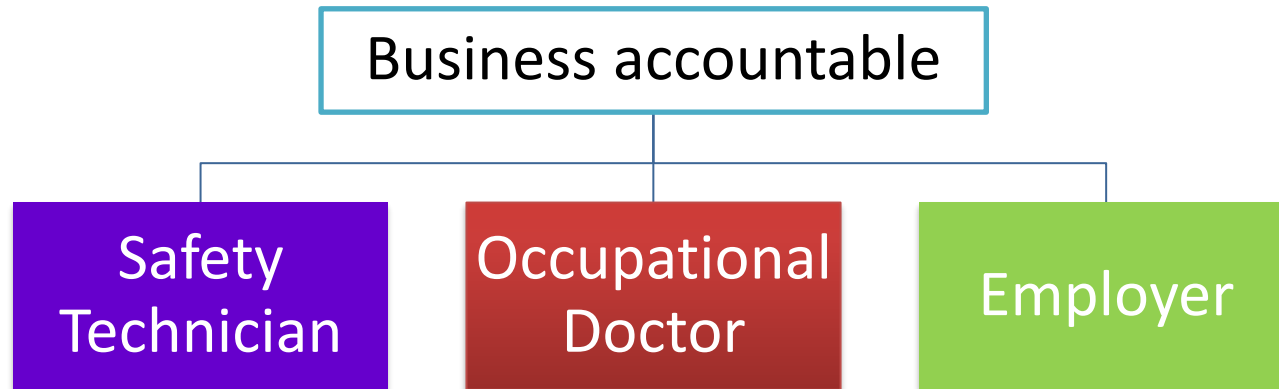 Business accountable
Safety
Technician
Occupational
Doctor
Employer